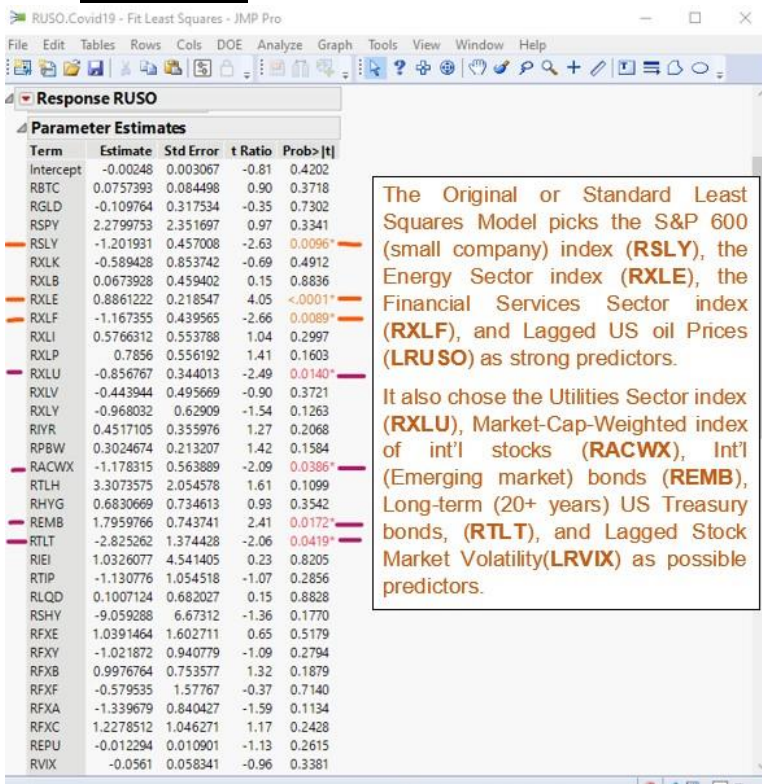 RUSO.Covid19 - Fit Least Squares - JMP Pro
File Edit Tables Rows Cols DOE Analyze Graph Tools View Window Help
Response RUSO
Parameter Estimates
Term Estimate Std Error t Ratio Prob>|t|
Intercept -0.00248 0.003067 -0.81 0.4202
RBTC 0.0757393 0.084498 0.90 0.3718
RGLD -0.109764 0.317534 -0.35 0.7302
RSPY 2.2799753 2.351697 0.97 0.3341
RSLY -1.201931 0.457008 -2.63 0.0096*
RXLK -0.589428 0.853742 -0.69 0.4912
RXLB 0.0673928 0.459402 0.15 0.8836
RXLE 0.8861222 0.218547 4.05 <.0001*
RXLF -1.167355 0.439565 -2.66 0.0089*
RXLI 0.5766312 0.553788 1.04 0.2997
RXLP 0.7856 0.556192 1.41 0.1603
RXLU -0.856767 0.344013 -2.49 0.0140*
RXLV -0.443944 0.495669 -0.90 0.3721
RXLY -0.968032 0.62909 -1.54 0.1263
RIYR 0.4517105 0.355976 1.27 0.2068
RPBW 0.3024674 0.213207 1.42 0.1584
RACWX -1.178315 0.563889 -2.09 0.0386*
RTLH 3.3073575 2.054578 1.61 0.1099
RHYG 0.6830669 0.734613 0.93 0.3542
REMB 1.7959766 0.743741 2.41 0.0172*
RTLT -2.825262 1.374428 -2.06 0.0419*
RIEI 1.0326077 4.541405 0.23 0.8205
RTIP -1.130776 1.054518 -1.07 0.2856
RLQD 0.1007124 0.682027 0.15 0.8828
RSHY -9.059288 6.67312 -1.36 0.1770
RFXE 1.0391464 1.602711 0.65 0.5179
RFXY -1.021872 0.940779 -1.09 0.2794
RFXB 0.9976764 0.753577 1.32 0.1879
RFXF -0.579535 1.57767 -0.37 0.7140
RFXA -1.339679 0.840427 -1.59 0.1134
RFXC 1.2278512 1.046271 1.17 0.2428
REPU -0.012294 0.010901 -1.13 0.2615
RVIX -0.0561 0.058341 -0.96 0.3381
The Original or Standard Least
Squares Model picks the S&P 600
(small company) index (RSLY), the
Energy Sector index (RXLE), the
Financial Services Sector index
(RXLF), and Lagged US oil Prices
(LRUSO) as strong predictors.
It also chose the Utilities Sector index
(RXLU), Market-Cap-Weighted index
of int'l stocks (RACWX), Int'l
(Emerging market) bonds (REMB),
Long-term (20+ years) US Treasury
bonds, (RTLT), and Lagged Stock
Market Volatility(LRVIX) as possible
predictors.